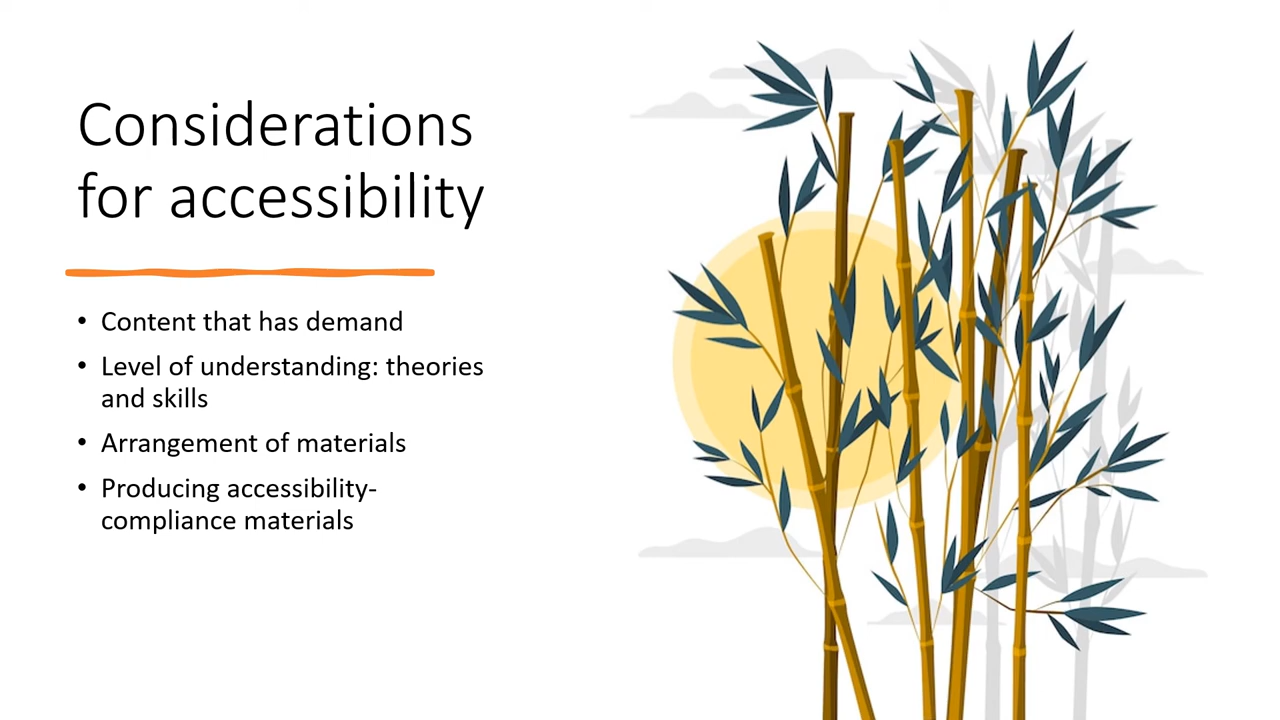 Considerations
for accessibility
• Content that has demand
• Level of understanding: theories
and skills
• Arrangement of materials
• Producing accessibility-
compliance materials